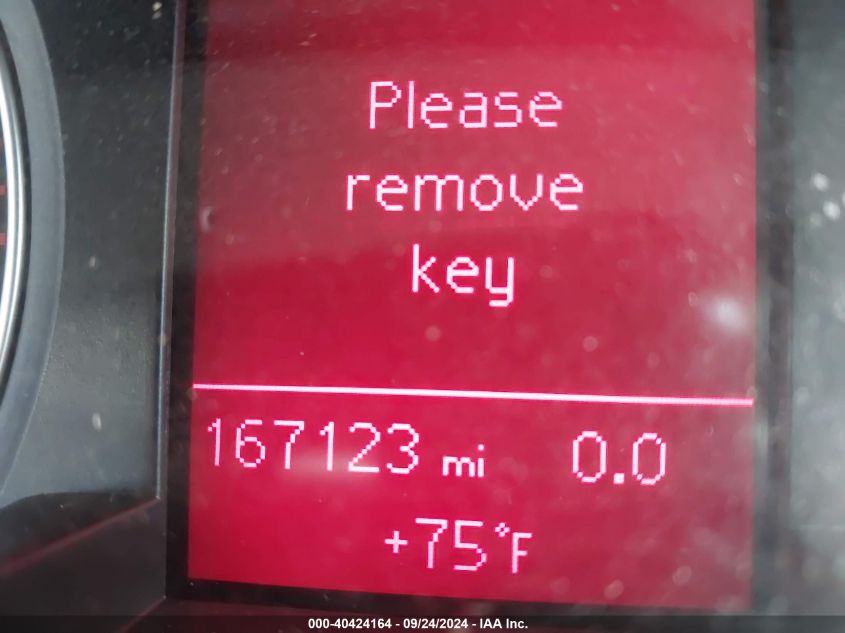 Please
remove
key
167123 mi 0.0
+75°F
000-40424164 - 09/24/2024 - IAA Inc.